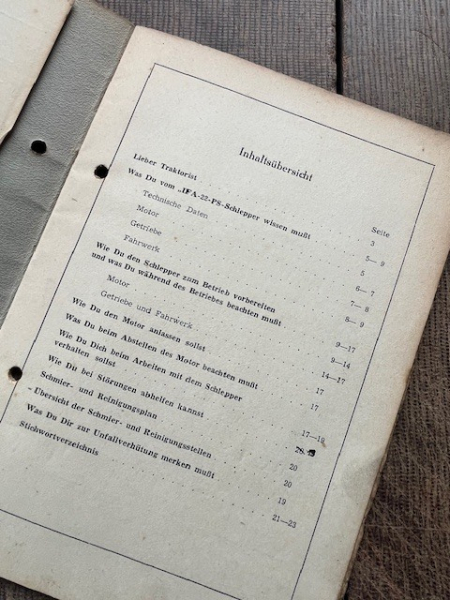 Inhaltsübersicht
Seite
Lieber Traktorist . . . 3
Was Du vom „IFA-22-PS-Schlepper wissen mußt . . . 5— 9
Technische Daten . . . 5
Motor . . . 6— 7
Getriebe . . . 7— 8
Fahrwerk . . . 8— 9
Wie Du den Schlepper zum Betrieb vorbereiten
und was Du während des Betriebes beachten mußt . . . 9—17
Motor . . . 9—14
Getriebe und Fahrwerk . . . 14—17
Wie Du den Motor anlassen sollst . . . 17
Was Du beim Abstellen des Motor beachten mußt . . . 17
Wie Du Dich beim Arbeiten mit dem Schlepper
verhalten sollst . . . 17—19
Wie Du bei Störungen abhelfen kannst . . .
Schmier- und Reinigungsplan . . . 20
- Übersicht der Schmier- und Reinigungsstellen . . . 20
Was Du Dir zur Unfallverhütung merken mußt . . . 19
Stichwortverzeichnis . . . 21—23